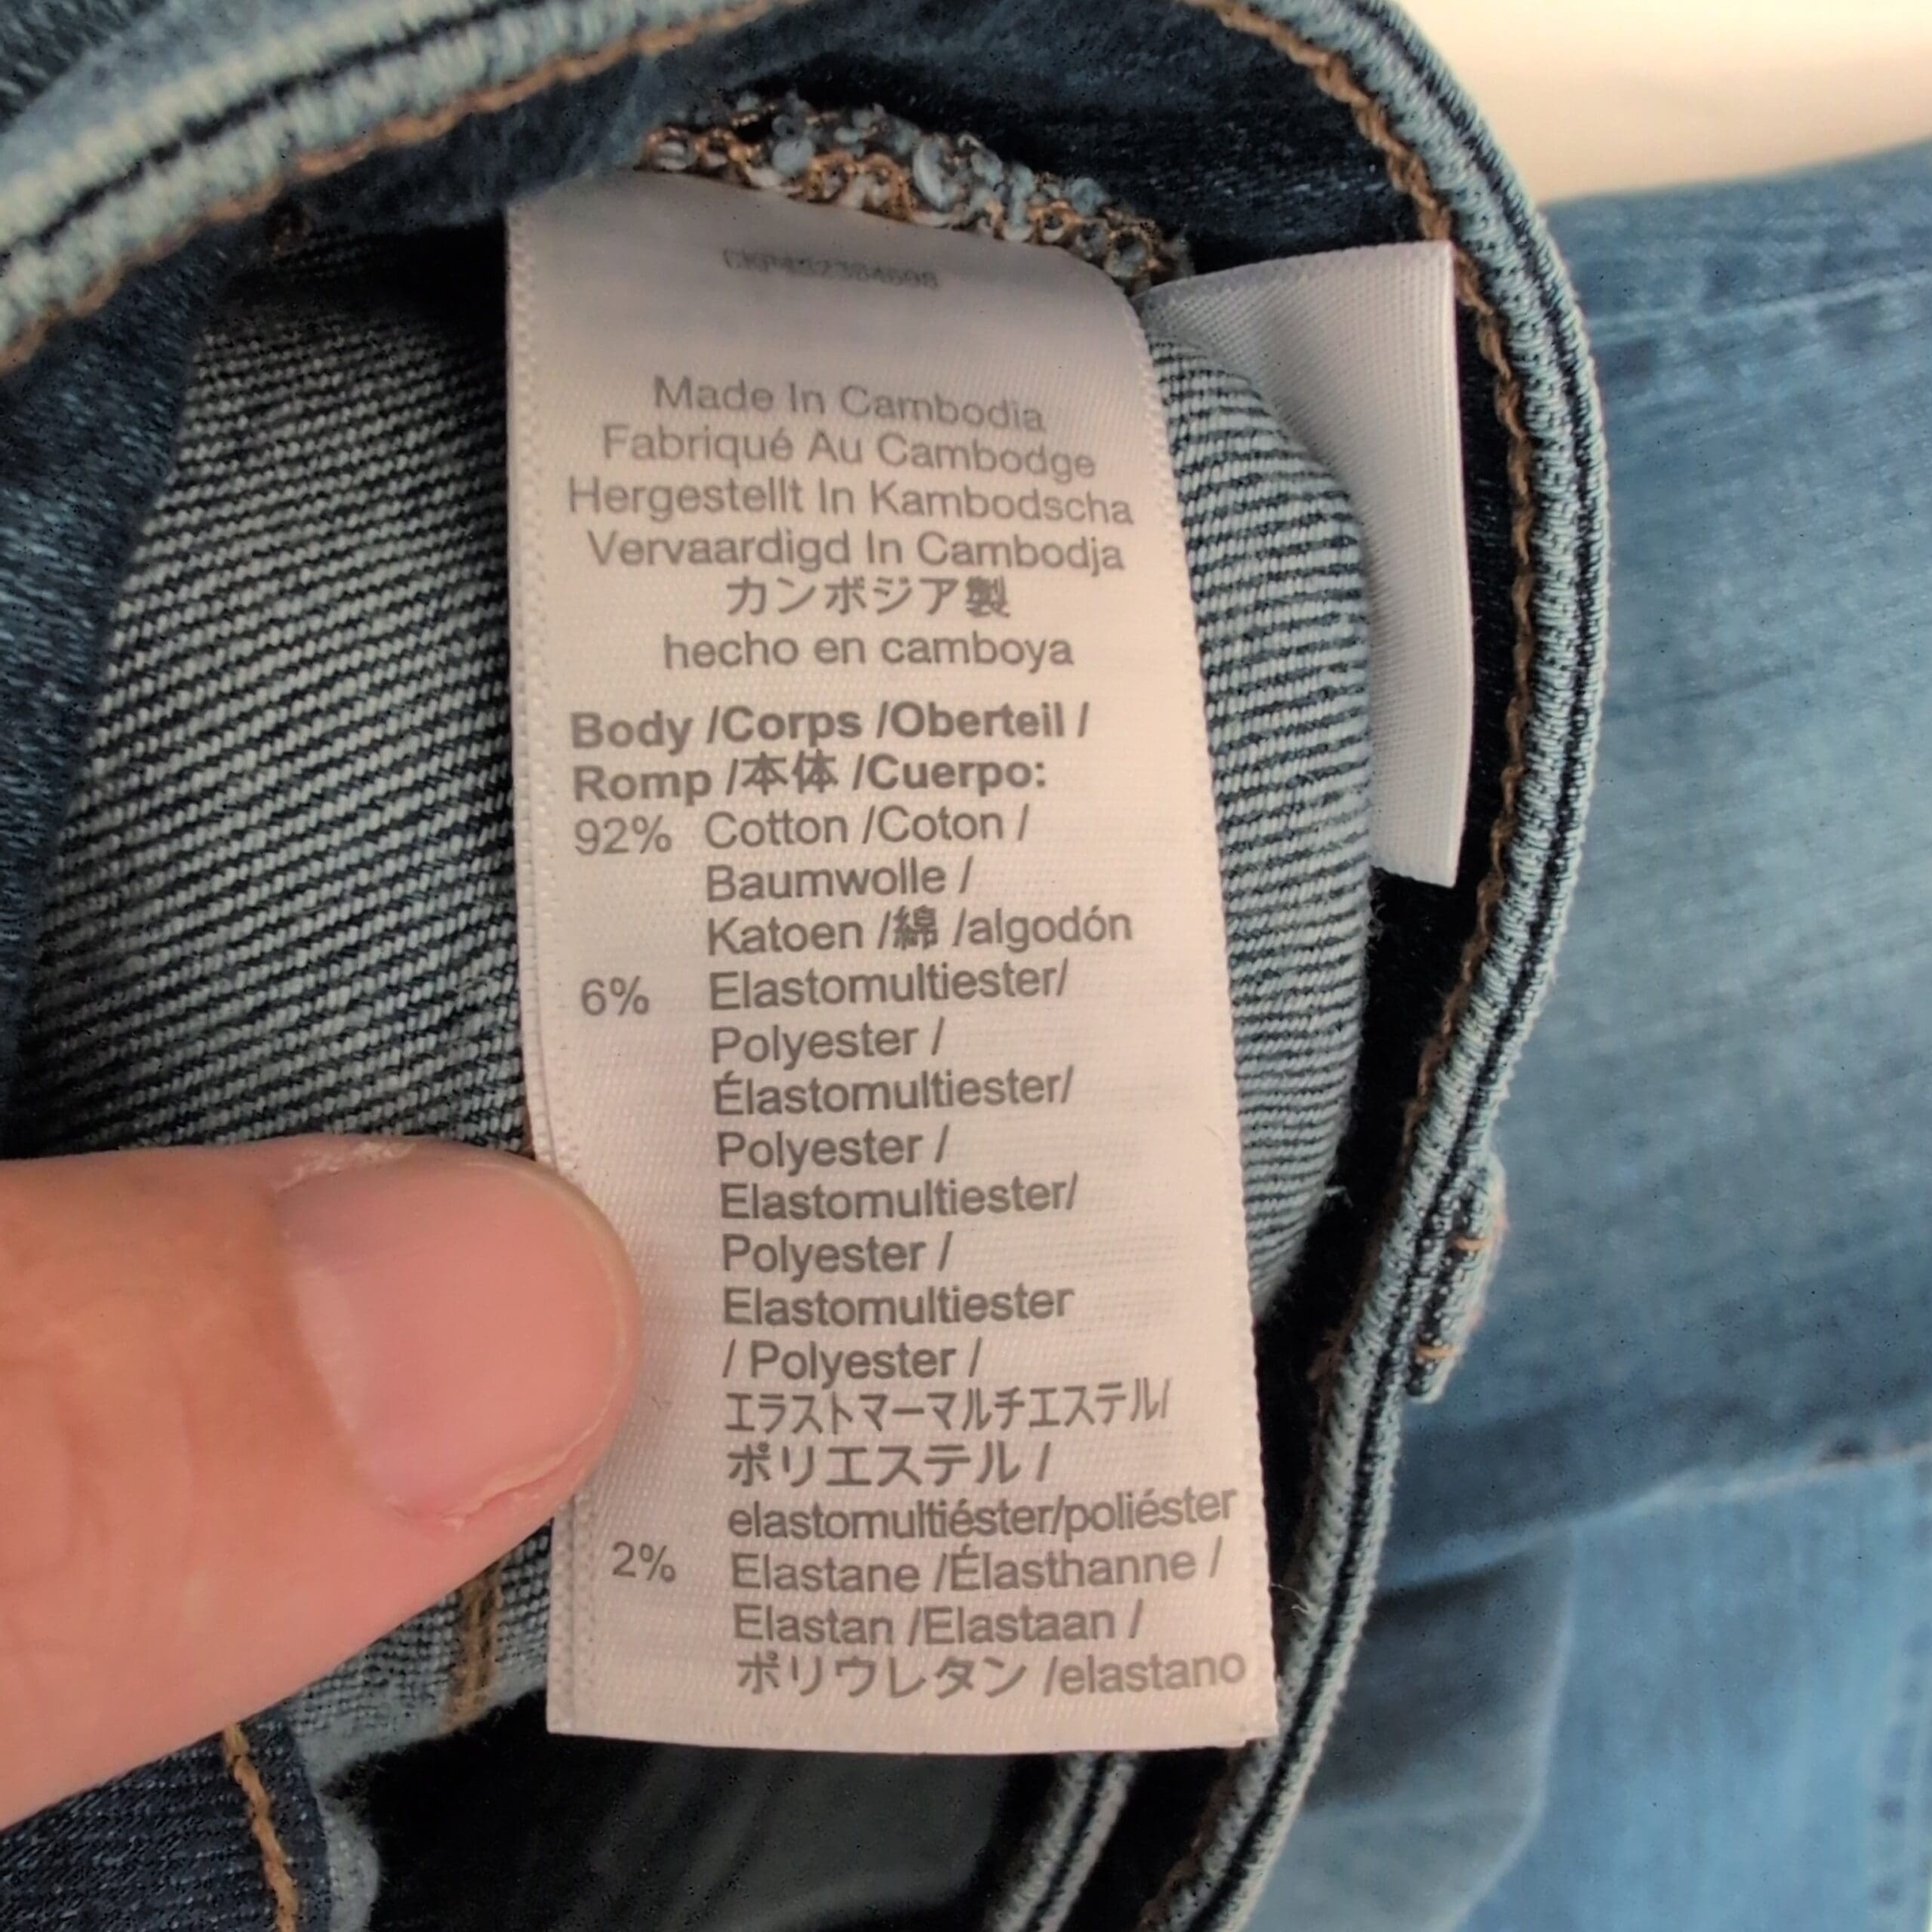 Made In Cambodia
Fabriqué Au Cambodge
Hergestellt In Kambodscha
Vervaardigd In Cambodja
カンボジア製
hecho en camboya
Body /Corps /Oberteil /
Romp /本体 /Cuerpo:
92% Cotton /Coton /
Baumwolle /
Katoen /綿 /algodón
6% Elastomultiester/
Polyester /
Élastomultiester/
Polyester /
Elastomultiester/
Polyester /
Elastomultiester
/ Polyester /
エラストマーマルチエステル/
ポリエステル /
elastomultiéster/poliéster
2% Elastane /Élasthanne /
Elastan /Elastaan /
ポリウレタン /elastano